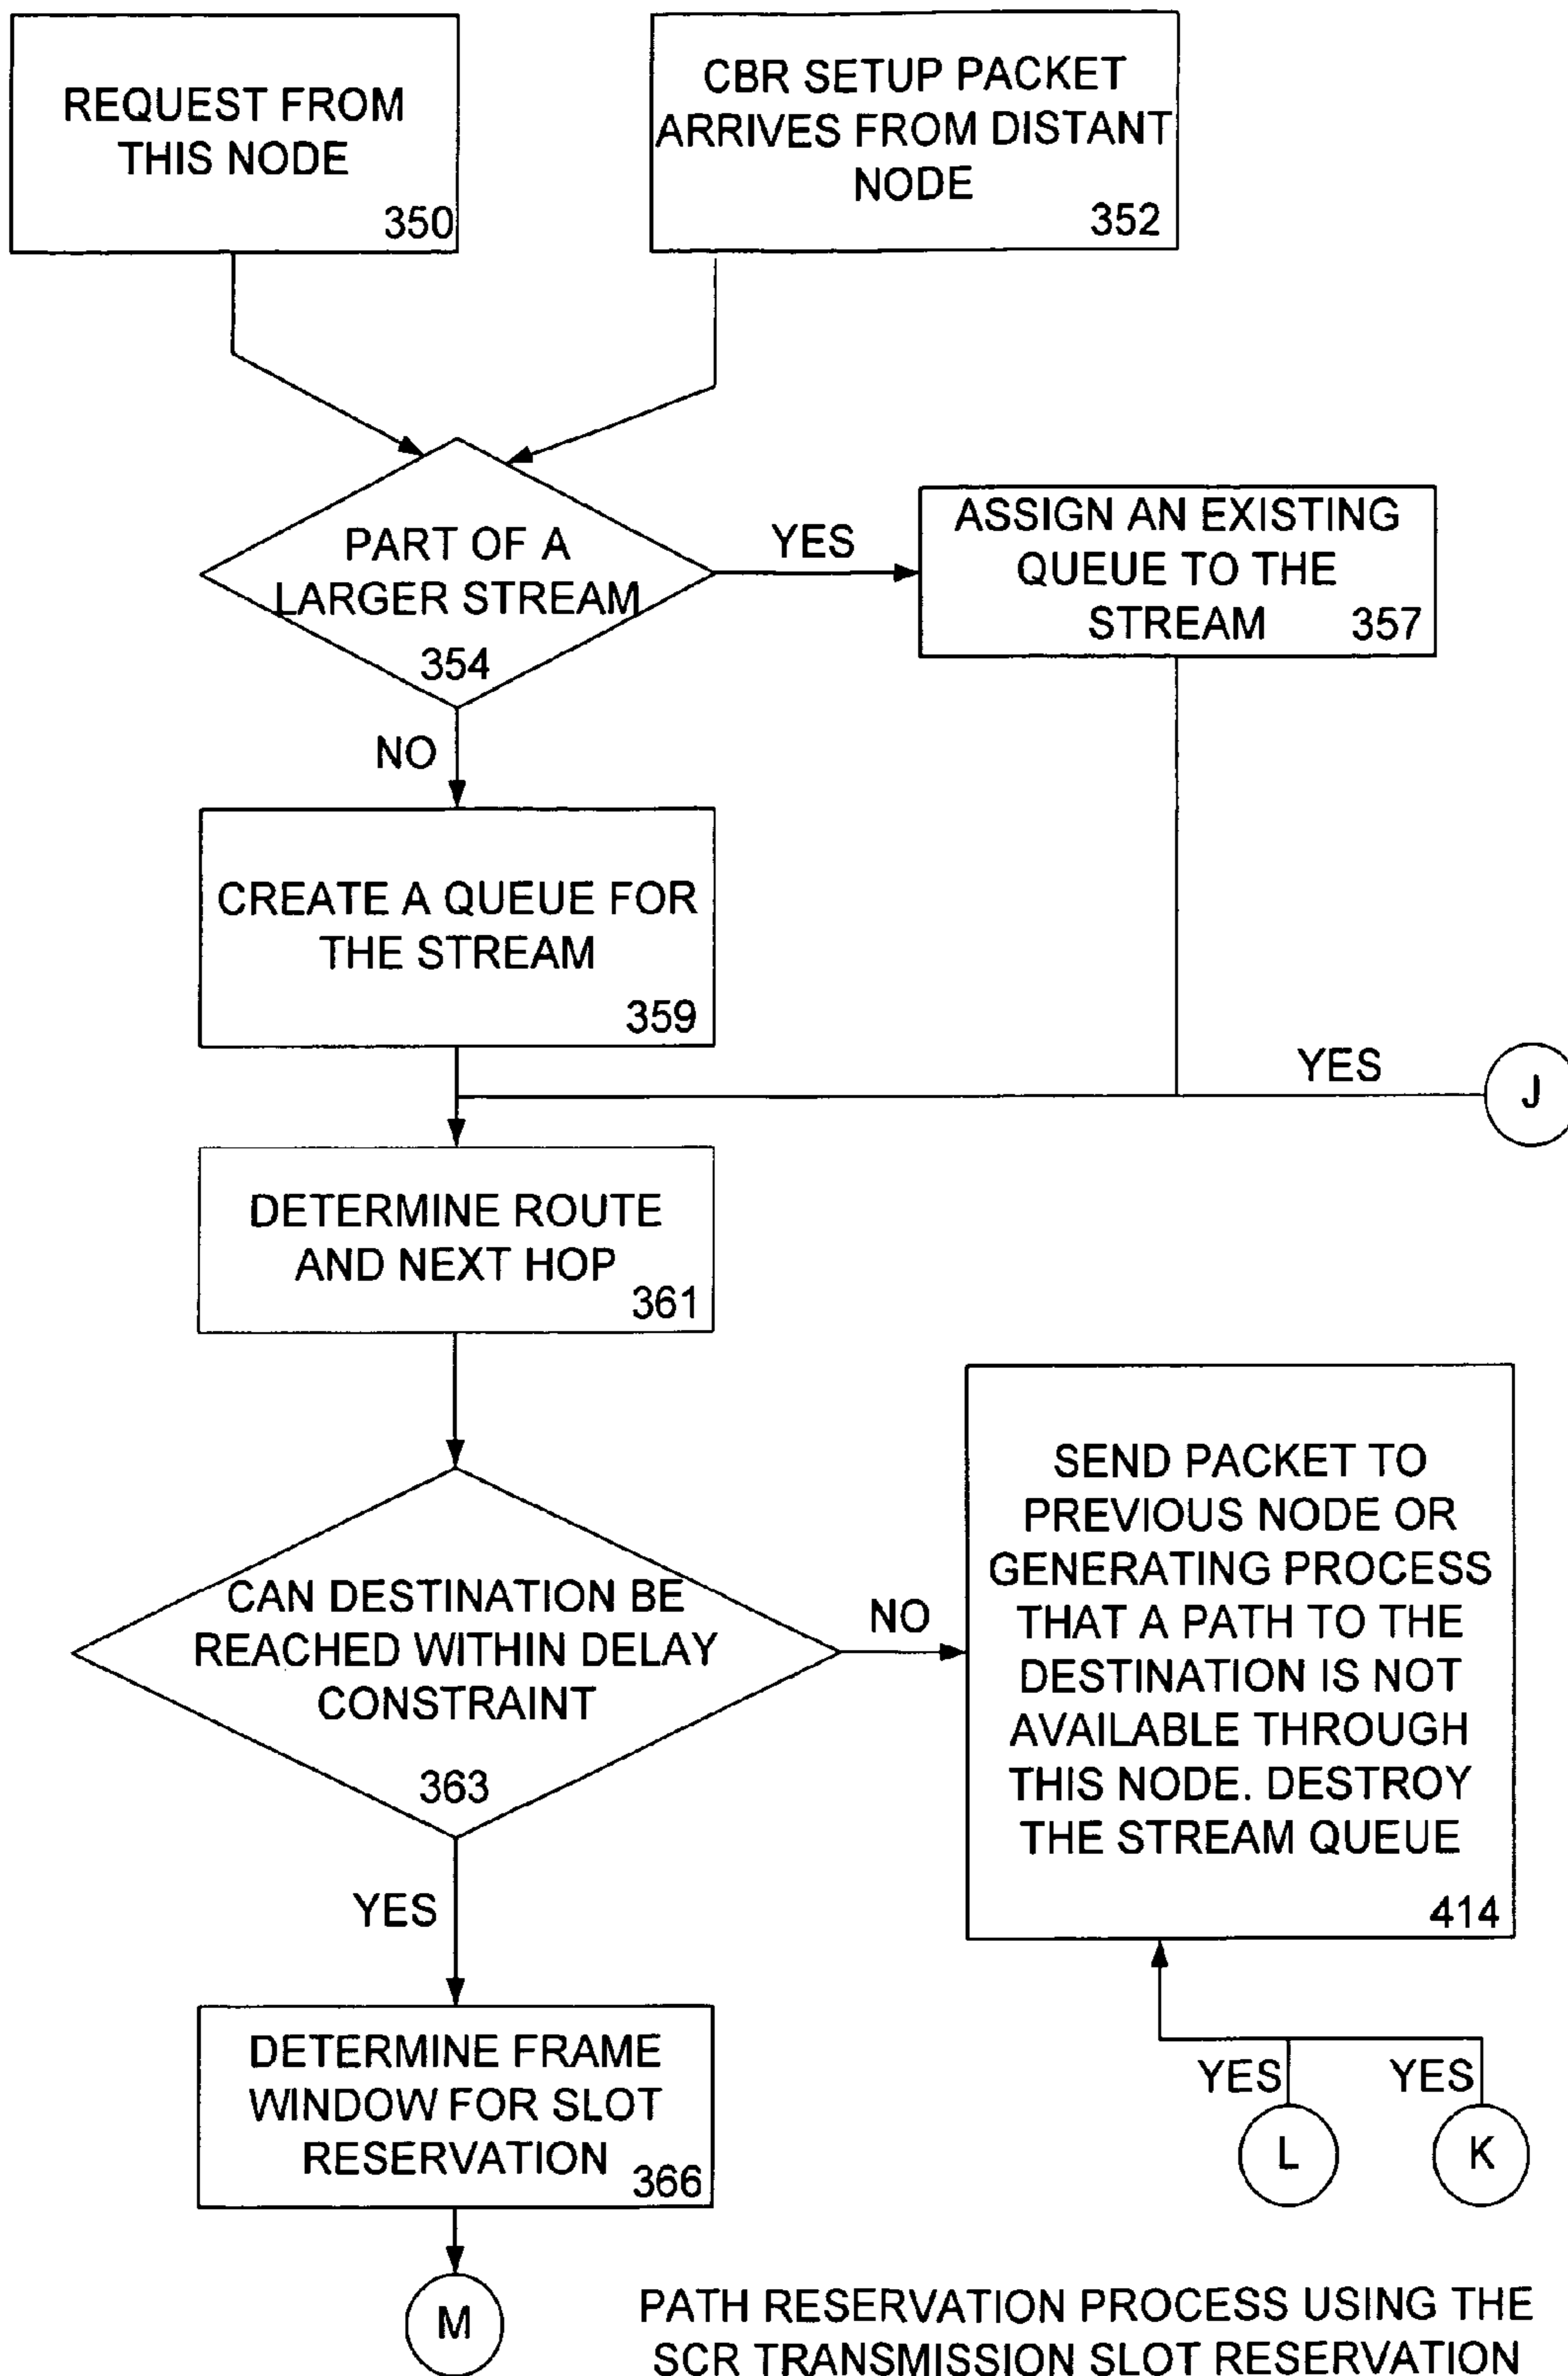 REQUEST FROM
THIS NODE
350
CBR SETUP PACKET
ARRIVES FROM DISTANT
NODE
352
PART OF A
LARGER STREAM
354
YES
ASSIGN AN EXISTING
QUEUE TO THE
STREAM 357
NO
CREATE A QUEUE FOR
THE STREAM
359
YES
J
DETERMINE ROUTE
AND NEXT HOP
361
CAN DESTINATION BE
REACHED WITHIN DELAY
CONSTRAINT
363
NO
SEND PACKET TO
PREVIOUS NODE OR
GENERATING PROCESS
THAT A PATH TO THE
DESTINATION IS NOT
AVAILABLE THROUGH
THIS NODE. DESTROY
THE STREAM QUEUE
414
YES
DETERMINE FRAME
WINDOW FOR SLOT
RESERVATION 366
YES
YES
L
K
M
PATH RESERVATION PROCESS USING THE
SCR TRANSMISSION SLOT RESERVATION